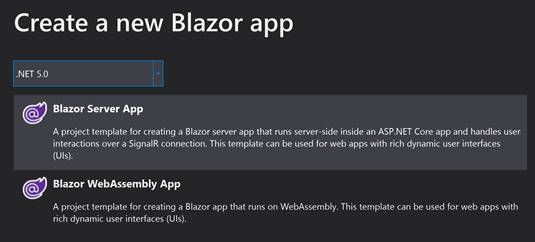 Create a new Blazor app
.NET 5.0
Blazor Server App
A project template for creating a Blazor server app that runs server-side inside an ASP.NET Core app and handles user
interactions over a SignalR connection. This template can be used for web apps with rich dynamic user interfaces
(UIs).
Blazor WebAssembly App
A project template for creating a Blazor app that runs on WebAssembly. This template can be used for web apps with
rich dynamic user interfaces (UIs).